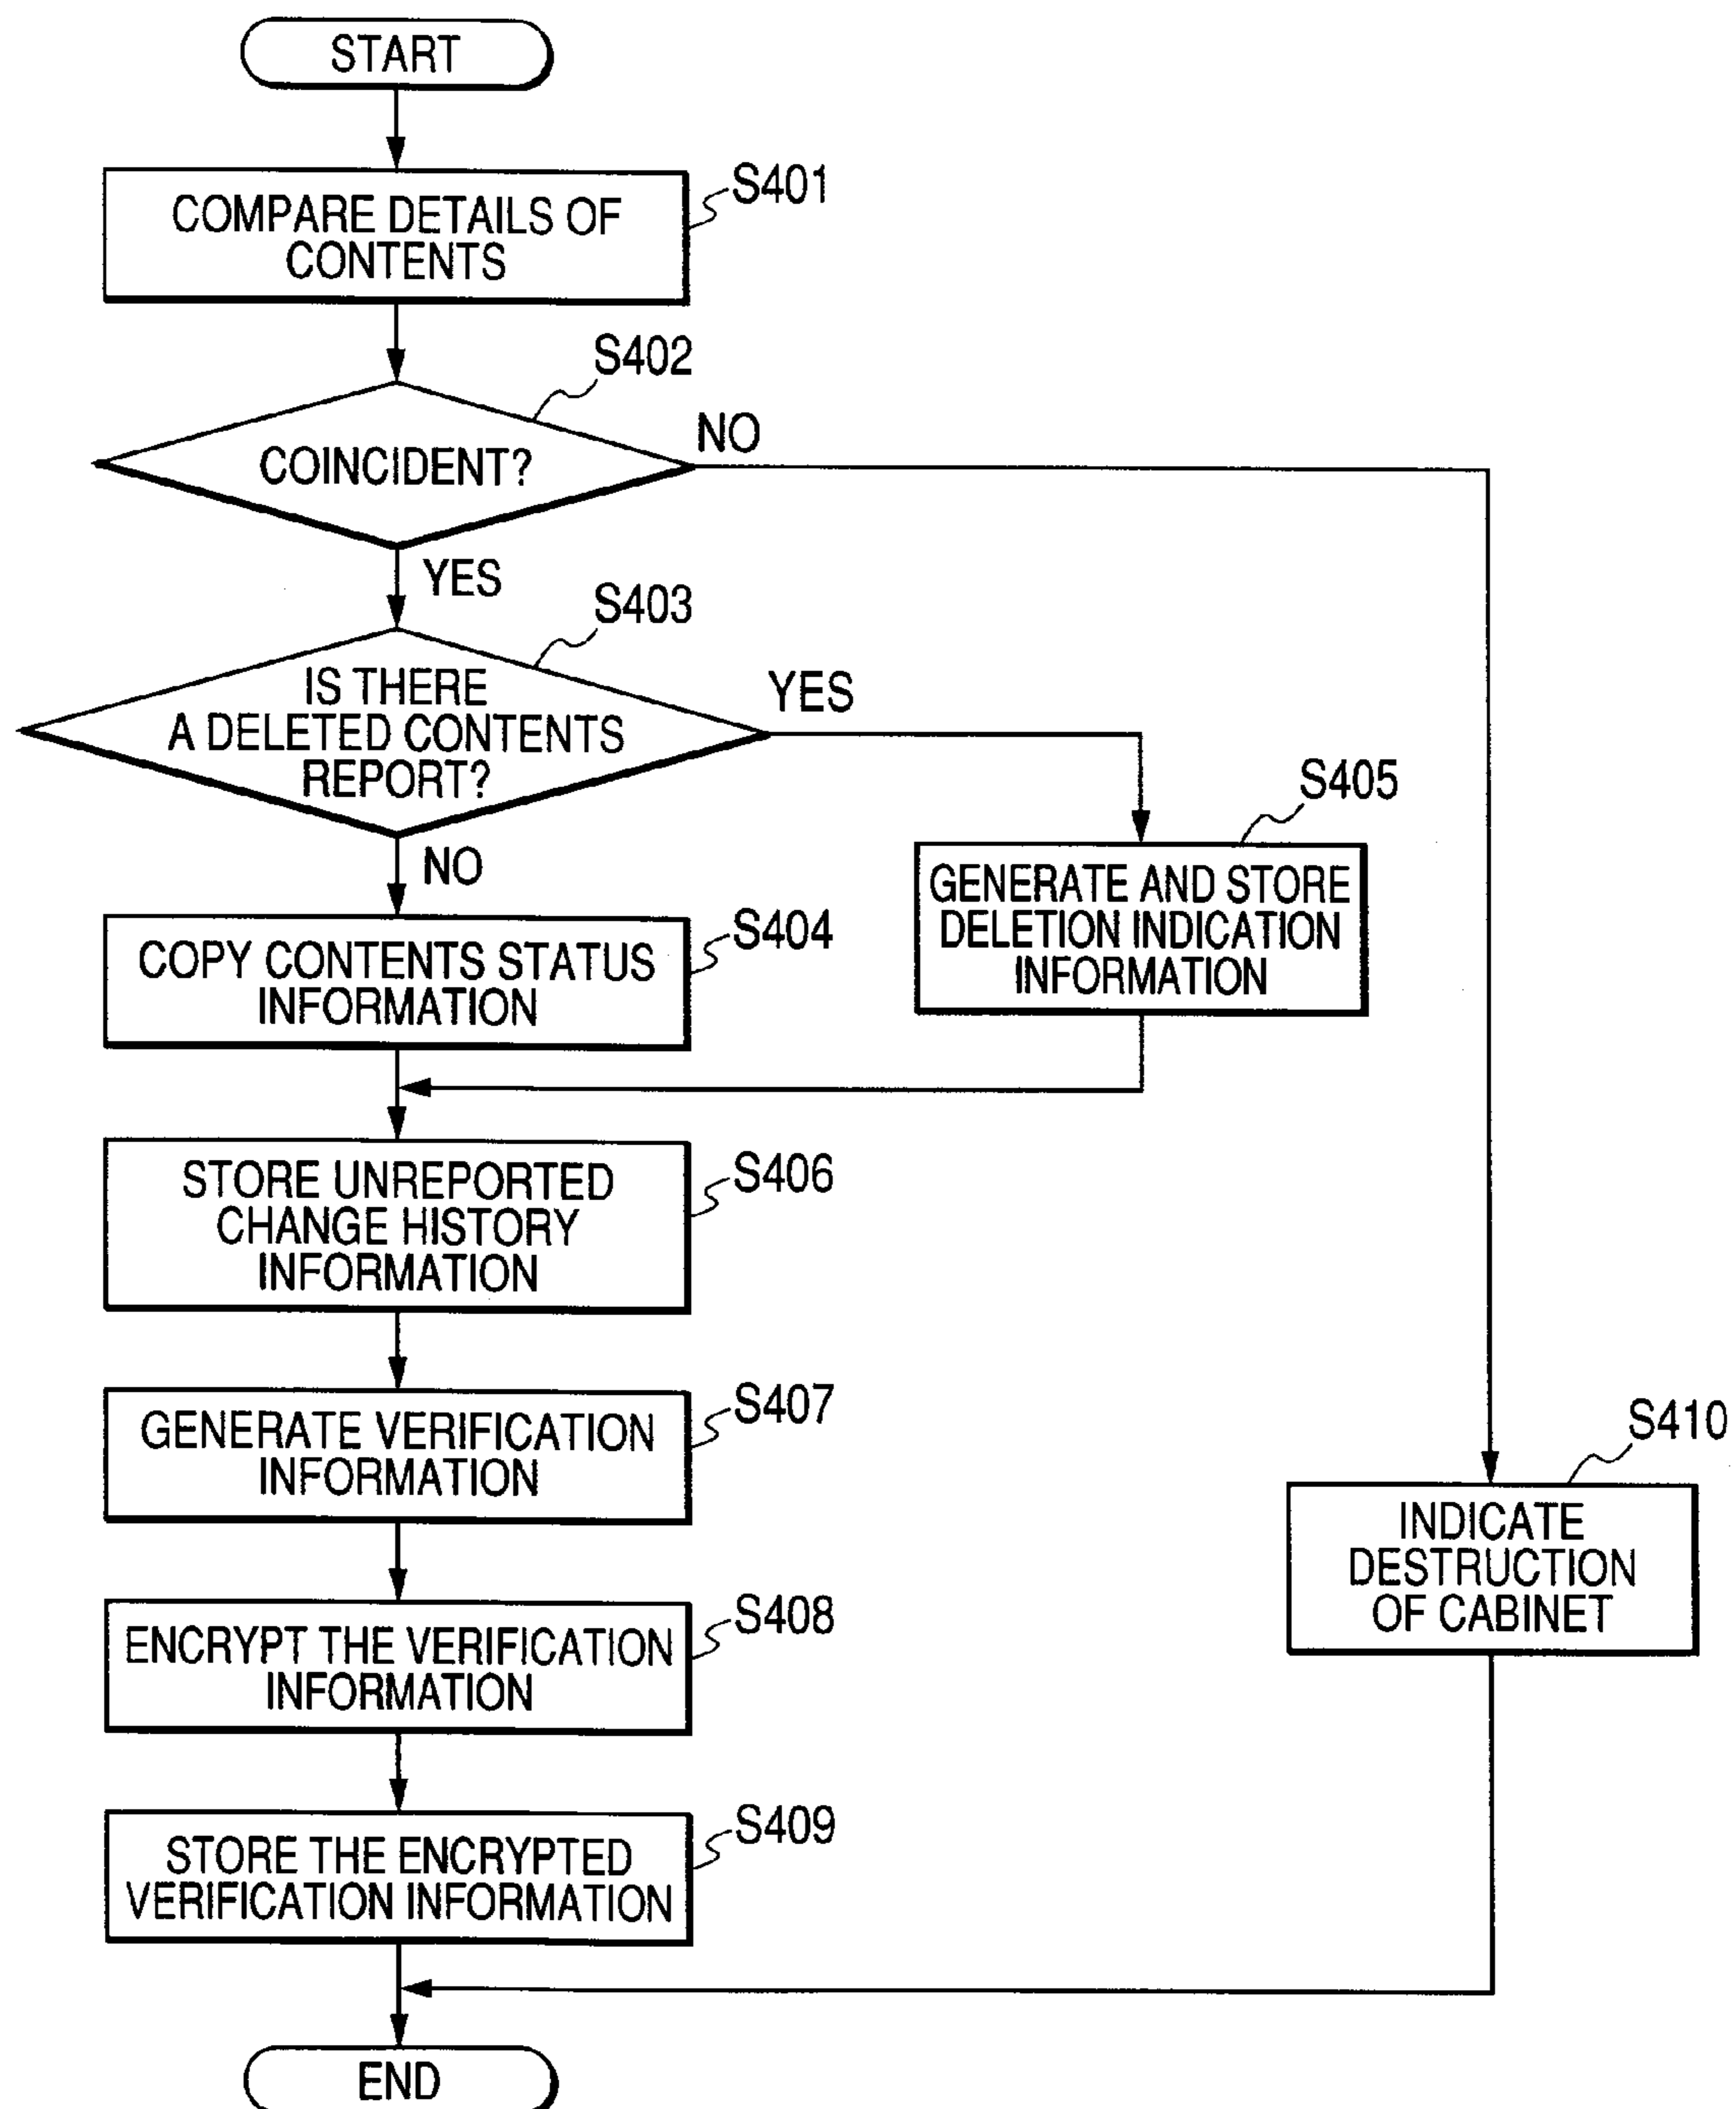 START
S401
COMPARE DETAILS OF
CONTENTS
S402
NO
COINCIDENT?
YES
S403
IS THERE
A DELETED CONTENTS
REPORT?
YES
NO
S405
GENERATE AND STORE
DELETION INDICATION
INFORMATION
S404
COPY CONTENTS STATUS
INFORMATION
S406
STORE UNREPORTED
CHANGE HISTORY
INFORMATION
S407
GENERATE VERIFICATION
INFORMATION
S410
INDICATE
DESTRUCTION
OF CABINET
S408
ENCRYPT THE VERIFICATION
INFORMATION
S409
STORE THE ENCRYPTED
VERIFICATION INFORMATION
END